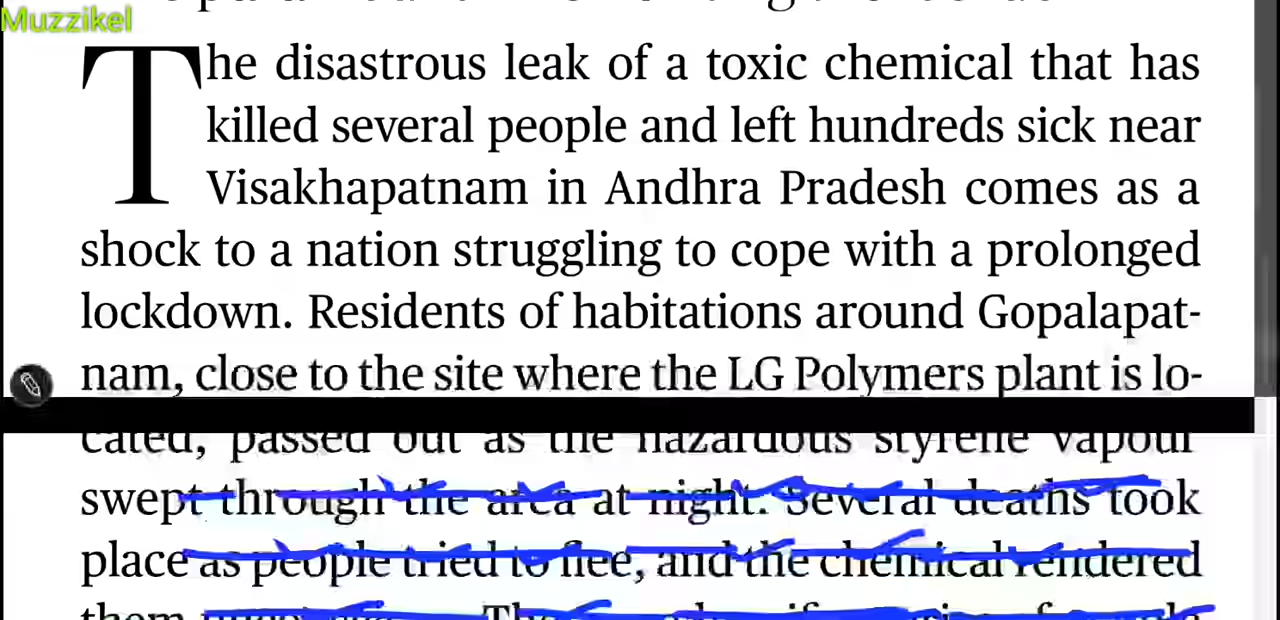 Muzzikel
The disastrous leak of a toxic chemical that has
killed several people and left hundreds sick near
Visakhapatnam in Andhra Pradesh comes as a
shock to a nation struggling to cope with a prolonged
lockdown. Residents of habitations around Gopalapat-
nam, close to the site where the LG Polymers plant is lo-
cated, passed out as the hazardous styrene vapour
swept through the area at night. Several deaths took
place as people tried to flee, and the chemical rendered
them